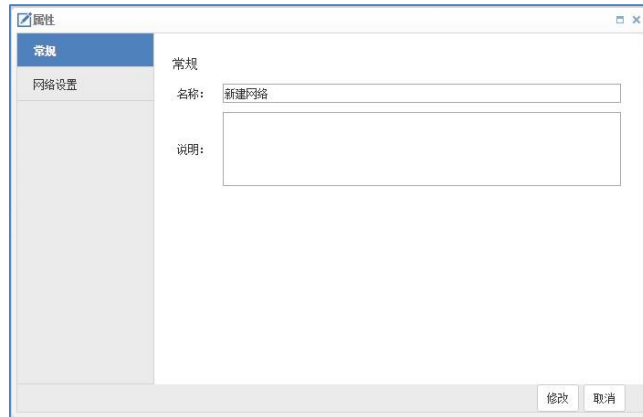 属性
常规
网络设置
常规
名称: 新建网络
说明:
修改 取消